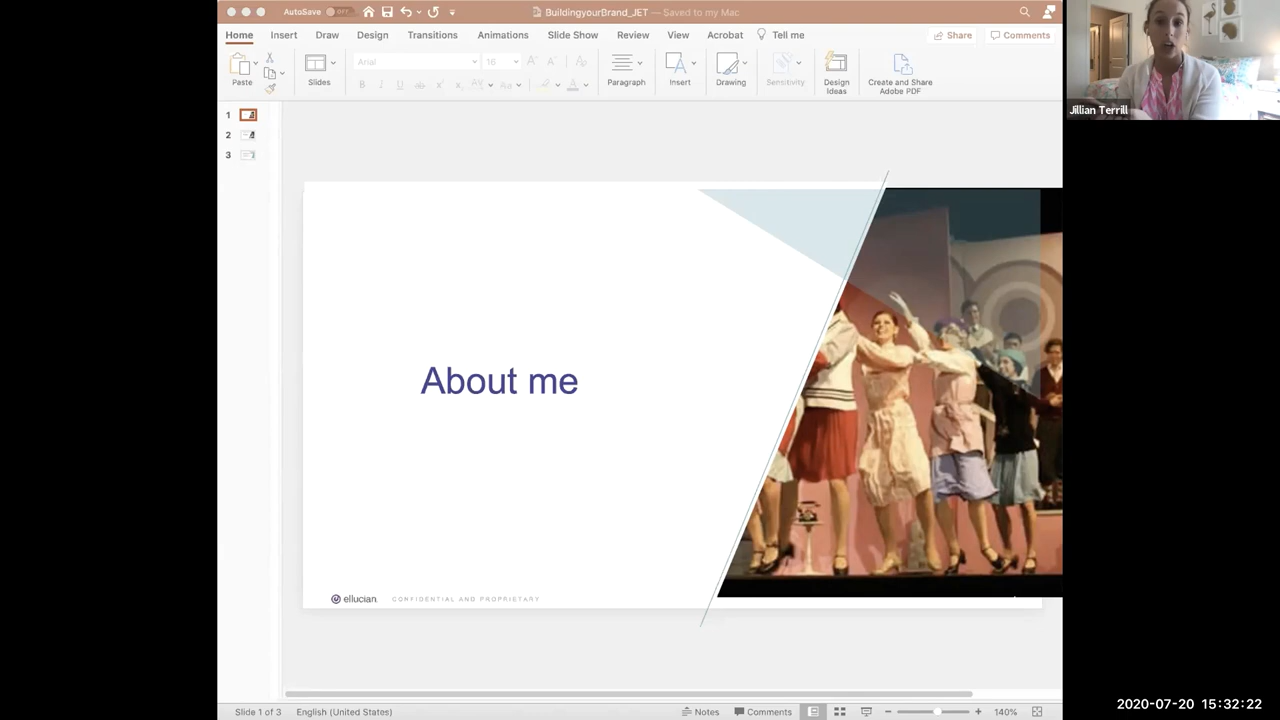 AutoSave OFF
BuildingyourBrand_JET — Saved to my Mac
Home Insert Draw Design Transitions Animations Slide Show Review View Acrobat Tell me Share Comments
Arial 16
Paste Slides Paragraph Insert Drawing Sensitivity Design Ideas Create and Share Adobe PDF
Jillian Terrill
1
2
3
About me
ellucian. CONFIDENTIAL AND PROPRIETARY
Slide 1 of 3 English (United States) Notes Comments 140%
2020-07-20 15:32:22